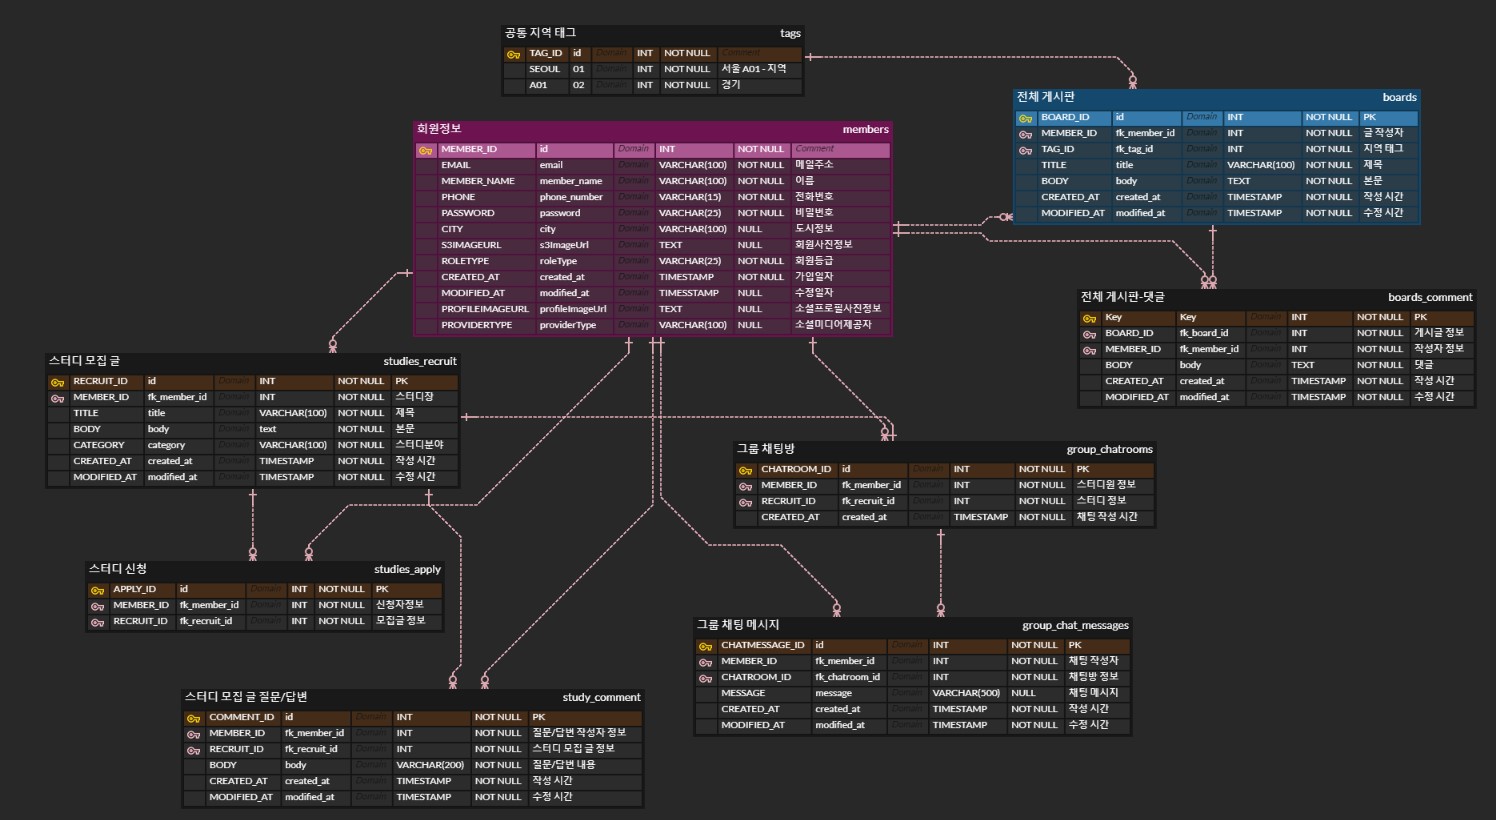 공통 지역 태그 tags
TAG_ID id Domain INT NOT NULL Comment
SEOUL 01 Domain INT NOT NULL 서울 A01 - 지역
A01 02 Domain INT NOT NULL 경기
전체 게시판 boards
BOARD_ID id Domain INT NOT NULL PK
MEMBER_ID fk_member_id Domain INT NOT NULL 글 작성자
TAG_ID fk_tag_id Domain INT NOT NULL 지역 태그
TITLE title Domain VARCHAR(100) NOT NULL 제목
BODY body Domain TEXT NOT NULL 본문
CREATED_AT created_at Domain TIMESTAMP NOT NULL 작성 시간
MODIFIED_AT modified_at Domain TIMESTAMP NOT NULL 수정 시간
회원정보 members
MEMBER_ID id Domain INT NOT NULL Comment
EMAIL email Domain VARCHAR(100) NOT NULL 메일주소
MEMBER_NAME member_name Domain VARCHAR(100) NOT NULL 이름
PHONE phone_number Domain VARCHAR(15) NOT NULL 전화번호
PASSWORD password Domain VARCHAR(25) NOT NULL 비밀번호
CITY city Domain VARCHAR(100) NULL 도시정보
S3IMAGEURL s3ImageUrl Domain TEXT NULL 회원사진정보
ROLETYPE roleType Domain VARCHAR(25) NOT NULL 회원등급
CREATED_AT created_at Domain TIMESTAMP NOT NULL 가입일자
MODIFIED_AT modified_at Domain TIMESSTAMP NULL 수정일자
PROFILEIMAGEURL profileImageUrl Domain TEXT NULL 소셜프로필사진정보
PROVIDERTYPE providerType Domain VARCHAR(100) NULL 소셜미디어제공자
전체 게시판-댓글 boards_comment
Key Key Domain INT NOT NULL PK
BOARD_ID fk_board_id Domain INT NOT NULL 게시글 정보
MEMBER_ID fk_member_id Domain INT NOT NULL 작성자 정보
BODY body Domain TEXT NOT NULL 댓글
CREATED_AT created_at Domain TIMESTAMP NOT NULL 작성 시간
MODIFIED_AT modified_at Domain TIMESTAMP NOT NULL 수정 시간
스터디 모집 글 studies_recruit
RECRUIT_ID id Domain INT NOT NULL PK
MEMBER_ID fk_member_id Domain INT NOT NULL 스터디장
TITLE title Domain VARCHAR(100) NOT NULL 제목
BODY body Domain text NOT NULL 본문
CATEGORY category Domain VARCHAR(100) NOT NULL 스터디분야
CREATED_AT created_at Domain TIMESTAMP NOT NULL 작성 시간
MODIFIED_AT modified_at Domain TIMESTAMP NOT NULL 수정 시간
그룹 채팅방 group_chatrooms
CHATROOM_ID id Domain INT NOT NULL PK
MEMBER_ID fk_member_id Domain INT NOT NULL 스터디원 정보
RECRUIT_ID fk_recruit_id Domain INT NOT NULL 스터디 정보
CREATED_AT created_at Domain TIMESTAMP NOT NULL 채팅 작성 시간
스터디 신청 studies_apply
APPLY_ID id Domain INT NOT NULL PK
MEMBER_ID fk_member_id Domain INT NOT NULL 신청자정보
RECRUIT_ID fk_recruit_id Domain INT NOT NULL 모집글 정보
그룹 채팅 메시지 group_chat_messages
CHATMESSAGE_ID id Domain INT NOT NULL PK
MEMBER_ID fk_member_id Domain INT NOT NULL 채팅 작성자
CHATROOM_ID fk_chatroom_id Domain INT NOT NULL 채팅방 정보
MESSAGE message Domain VARCHAR(500) NULL 채팅 메시지
CREATED_AT created_at Domain TIMESTAMP NOT NULL 작성 시간
MODIFIED_AT modified_at Domain TIMESTAMP NOT NULL 수정 시간
스터디 모집 글 질문/답변 study_comment
COMMENT_ID id Domain INT NOT NULL PK
MEMBER_ID fk_member_id Domain INT NOT NULL 질문/답변 작성자 정보
RECRUIT_ID fk_recruit_id Domain INT NOT NULL 스터디 모집 글 정보
BODY body Domain VARCHAR(200) NOT NULL 질문/답변 내용
CREATED_AT created_at Domain TIMESTAMP NOT NULL 작성 시간
MODIFIED_AT modified_at Domain TIMESTAMP NOT NULL 수정 시간